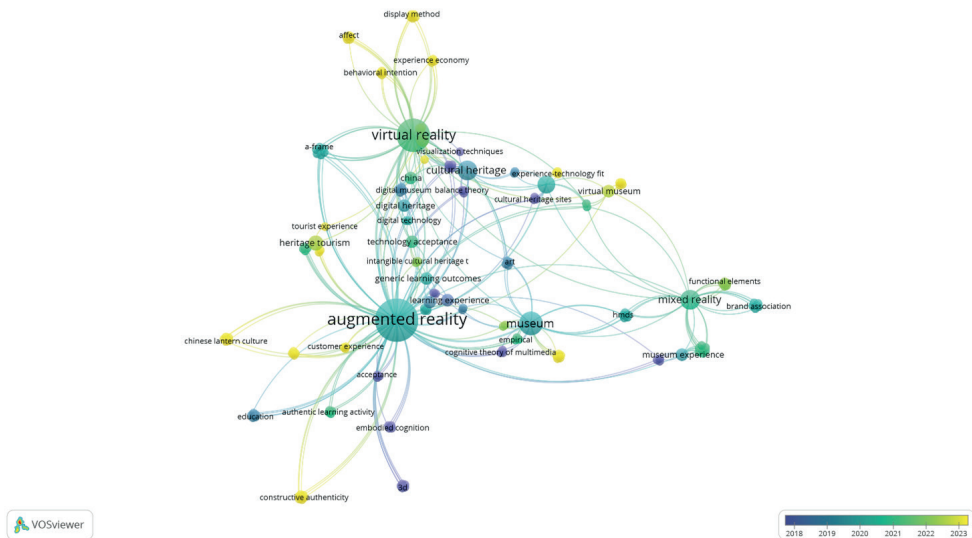 display method
affect
experience economy
behavioral intention
virtual reality
a-frame
visualization techniques
cultural heritage
experience-technology fit
china
digital museum
balance theory
virtual museum
cultural heritage sites
digital heritage
digital technology
tourist experience
heritage tourism
technology acceptance
intangible cultural heritage t
art
generic learning outcomes
functional elements
learning experience
mixed reality
brand association
augmented reality
museum
hmds
chinese lantern culture
customer experience
empirical
cognitive theory of multimedia
museum experience
acceptance
education
authentic learning activity
embodied cognition
3d
constructive authenticity
VOSviewer
2018 2019 2020 2021 2022 2023